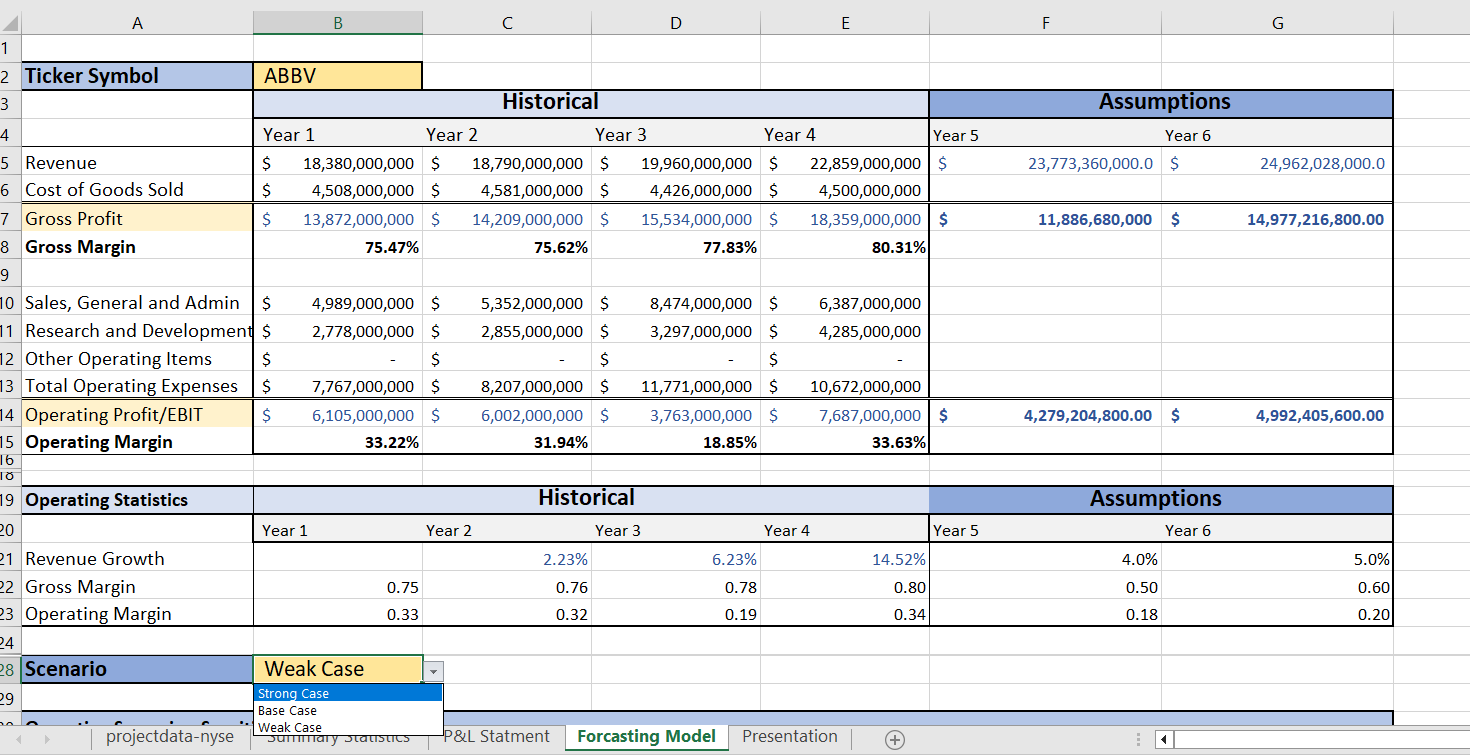 A B C D E F G
1
2 Ticker Symbol ABBV
3 Historical Assumptions
4 Year 1 Year 2 Year 3 Year 4 Year 5 Year 6
5 Revenue $ 18,380,000,000 $ 18,790,000,000 $ 19,960,000,000 $ 22,859,000,000 $ 23,773,360,000.0 $ 24,962,028,000.0
6 Cost of Goods Sold $ 4,508,000,000 $ 4,581,000,000 $ 4,426,000,000 $ 4,500,000,000
7 Gross Profit $ 13,872,000,000 $ 14,209,000,000 $ 15,534,000,000 $ 18,359,000,000 $ 11,886,680,000 $ 14,977,216,800.00
8 Gross Margin 75.47% 75.62% 77.83% 80.31%
9
10 Sales, General and Admin $ 4,989,000,000 $ 5,352,000,000 $ 8,474,000,000 $ 6,387,000,000
11 Research and Development $ 2,778,000,000 $ 2,855,000,000 $ 3,297,000,000 $ 4,285,000,000
12 Other Operating Items $ - $ - $ - $ -
13 Total Operating Expenses $ 7,767,000,000 $ 8,207,000,000 $ 11,771,000,000 $ 10,672,000,000
14 Operating Profit/EBIT $ 6,105,000,000 $ 6,002,000,000 $ 3,763,000,000 $ 7,687,000,000 $ 4,279,204,800.00 $ 4,992,405,600.00
15 Operating Margin 33.22% 31.94% 18.85% 33.63%
16
18
19 Operating Statistics Historical Assumptions
20 Year 1 Year 2 Year 3 Year 4 Year 5 Year 6
21 Revenue Growth 2.23% 6.23% 14.52% 4.0% 5.0%
22 Gross Margin 0.75 0.76 0.78 0.80 0.50 0.60
23 Operating Margin 0.33 0.32 0.19 0.34 0.18 0.20
24
28 Scenario Weak Case
29 Strong Case
Base Case
Weak Case
projectdata-nyse Summary Statistics P&L Statment Forcasting Model Presentation